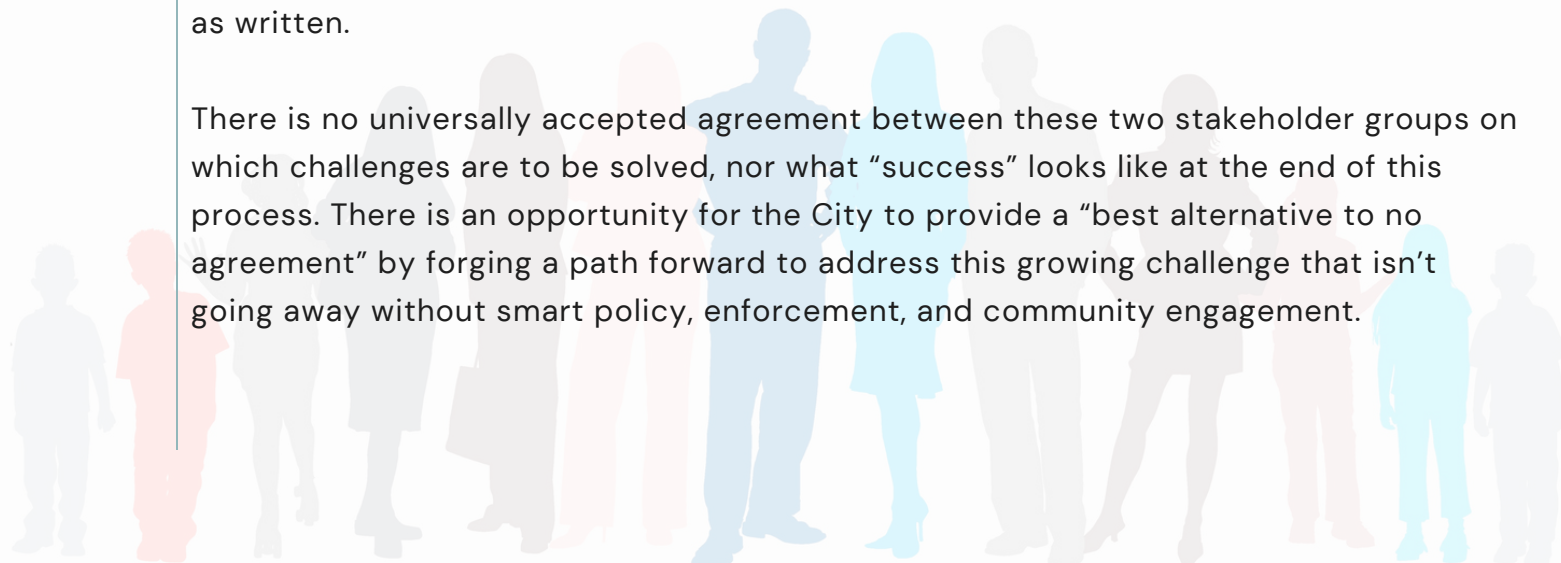 as written.
There is no universally accepted agreement between these two stakeholder groups on
which challenges are to be solved, nor what “success” looks like at the end of this
process. There is an opportunity for the City to provide a “best alternative to no
agreement” by forging a path forward to address this growing challenge that isn’t
going away without smart policy, enforcement, and community engagement.